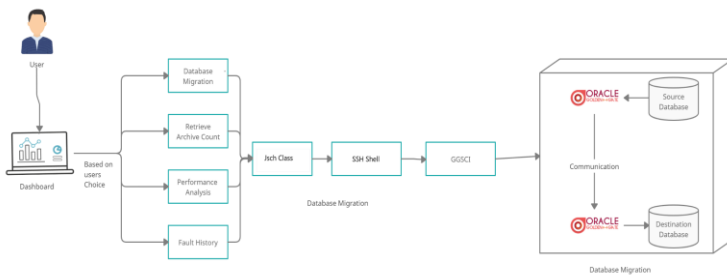 User
Dashboard
Based on
users
Choice
Database
Migration
Retrieve
Archive Count
Performance
Analysis
Fault History
Jsch Class
SSH Shell
GGSCI
Database Migration
ORACLE
GOLDEN GATE
Source
Database
Communication
ORACLE
GOLDEN GATE
Destination
Database
Database Migration